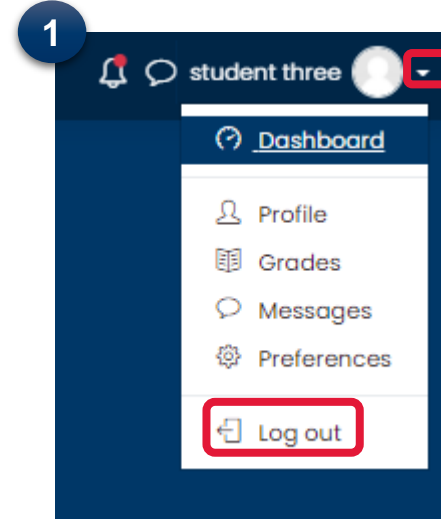 1
student three
Dashboard
Profile
Grades
Messages
Preferences
Log out